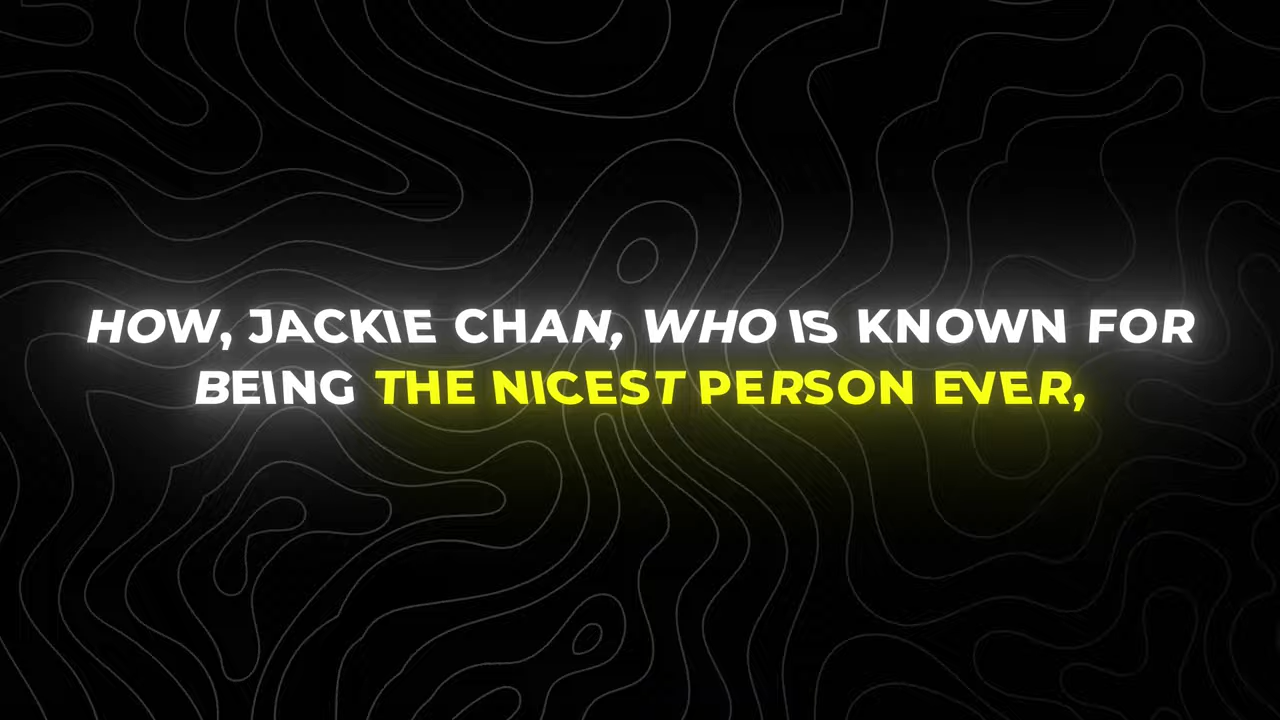 HOW, JACKIE CHAN, WHO IS KNOWN FOR
BEING THE NICEST PERSON EVER,